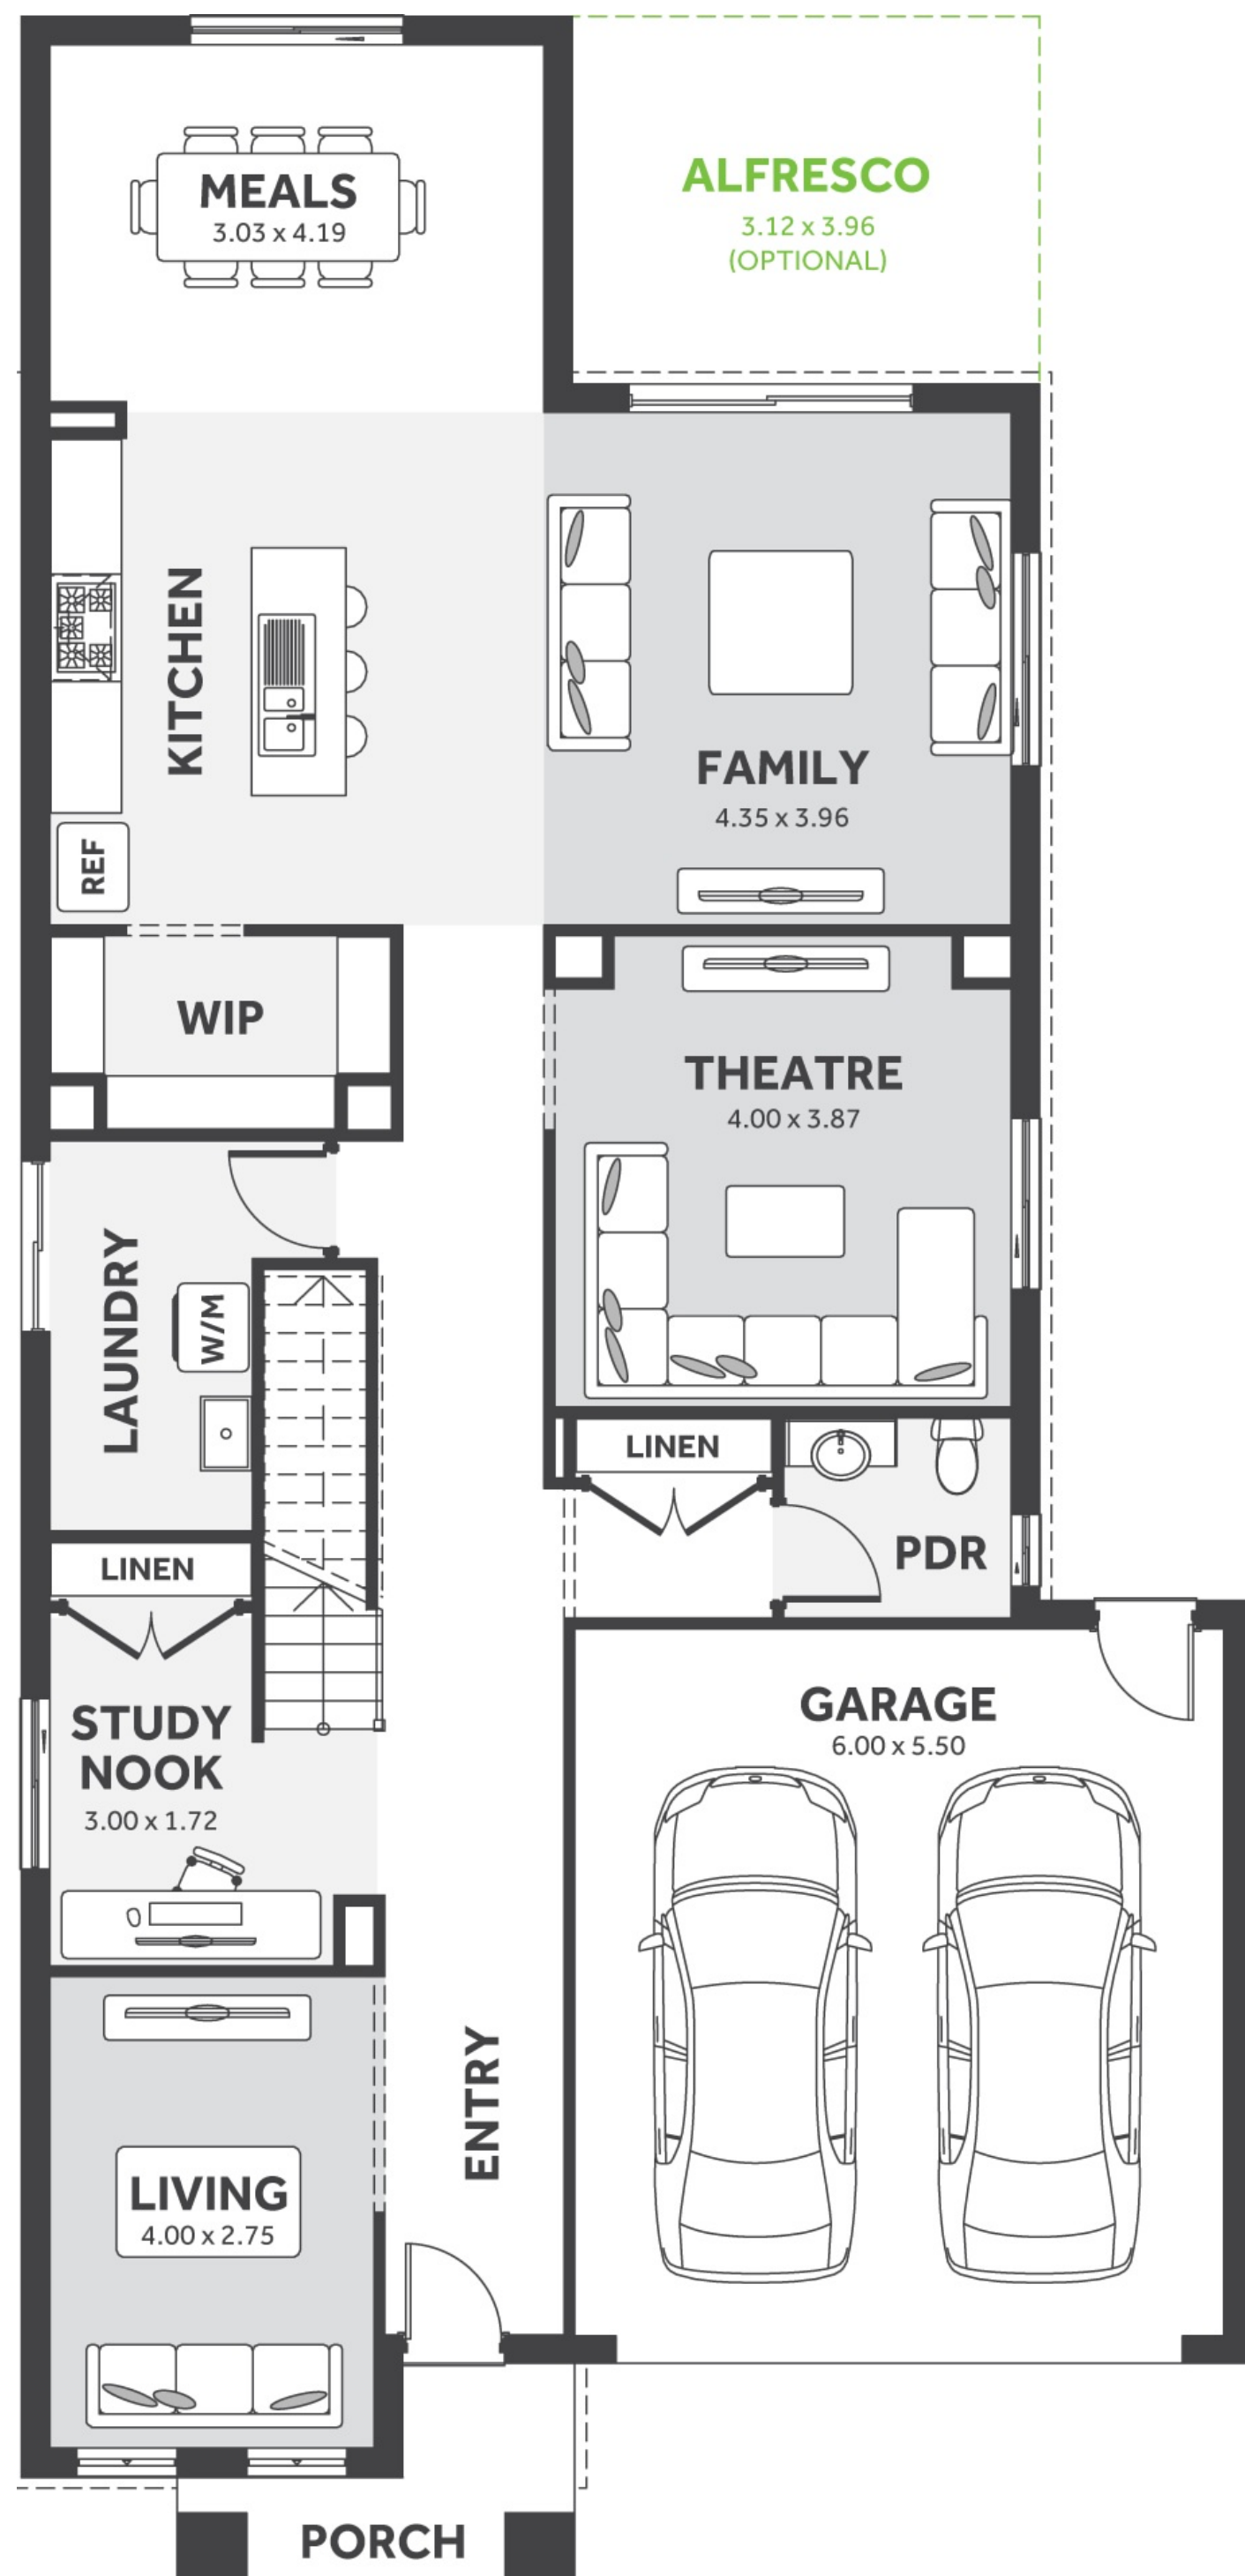 MEALS
3.03 x 4.19
ALFRESCO
3.12 x 3.96
(OPTIONAL)
KITCHEN
FAMILY
4.35 x 3.96
REF
WIP
THEATRE
4.00 x 3.87
LAUNDRY
W/M
LINEN
PDR
LINEN
STUDY
NOOK
3.00 x 1.72
GARAGE
6.00 x 5.50
ENTRY
LIVING
4.00 x 2.75
PORCH